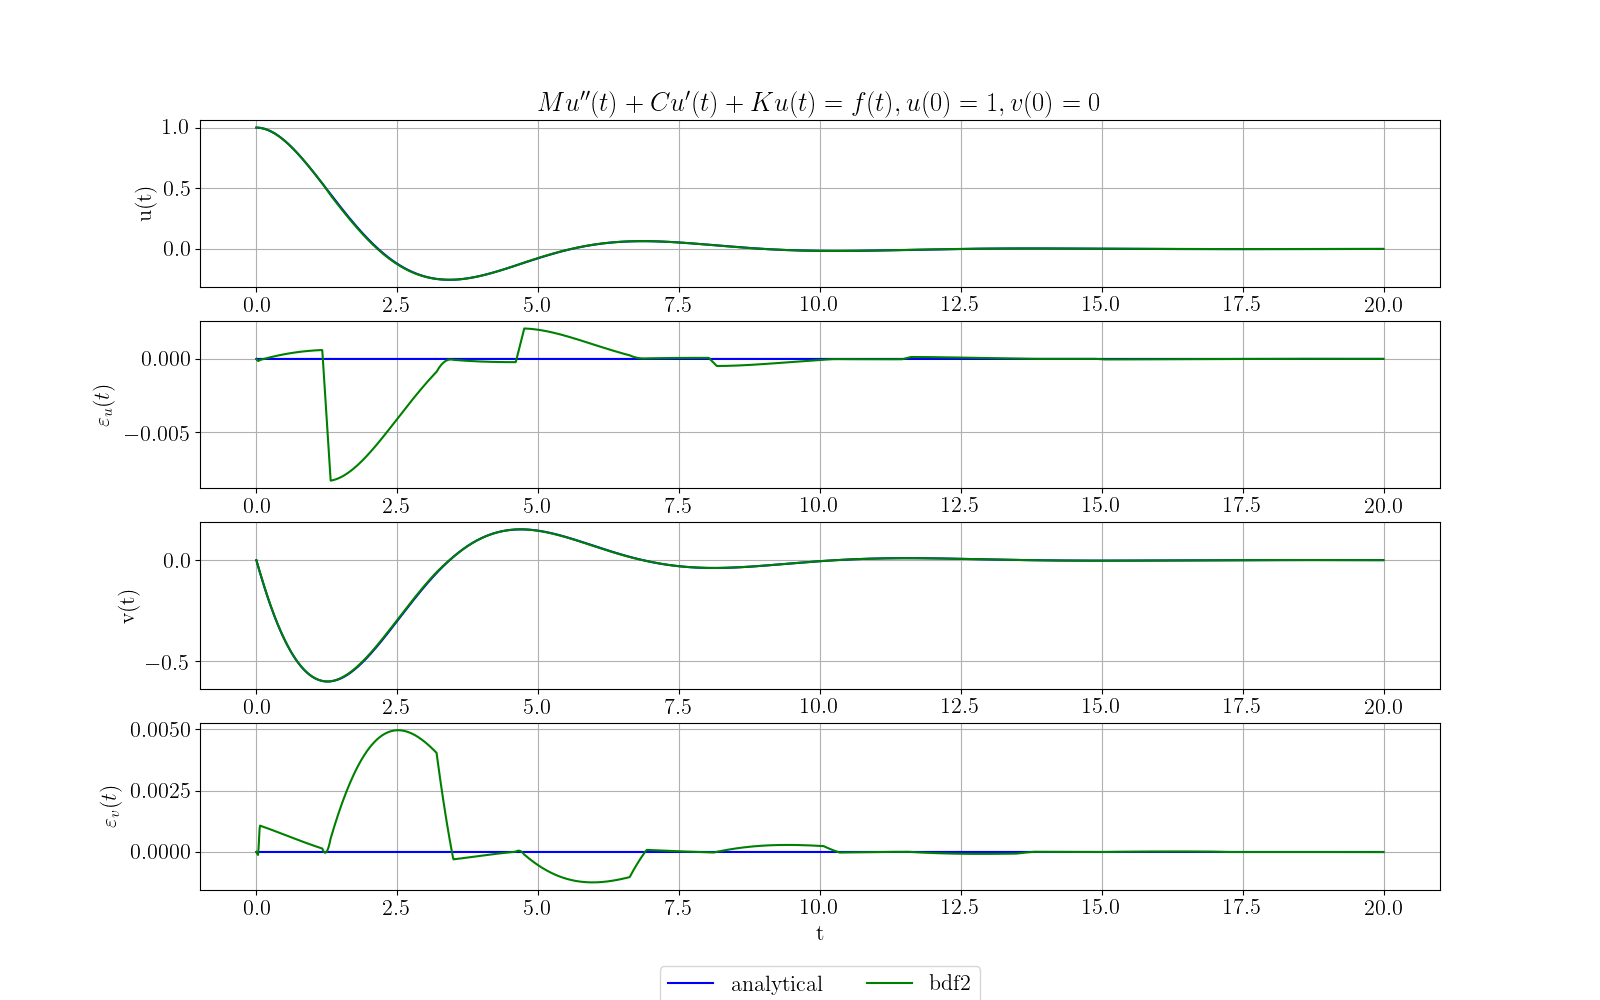 Mu''(t) + Cu'(t) + Ku(t) = f(t), u(0) = 1, v(0) = 0
1.0
0.5
0.0
u(t)
0.0 2.5 5.0 7.5 10.0 12.5 15.0 17.5 20.0
0.000
−0.005
εᵤ(t)
0.0 2.5 5.0 7.5 10.0 12.5 15.0 17.5 20.0
0.0
−0.5
v(t)
0.0 2.5 5.0 7.5 10.0 12.5 15.0 17.5 20.0
0.0050
0.0025
0.0000
εᵥ(t)
0.0 2.5 5.0 7.5 10.0 12.5 15.0 17.5 20.0
t
analytical bdf2